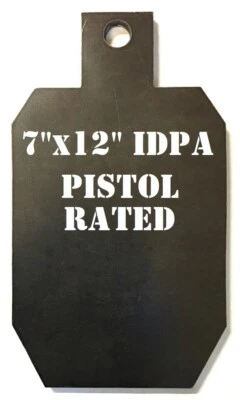 7"x12" IDPA
PISTOL
RATED